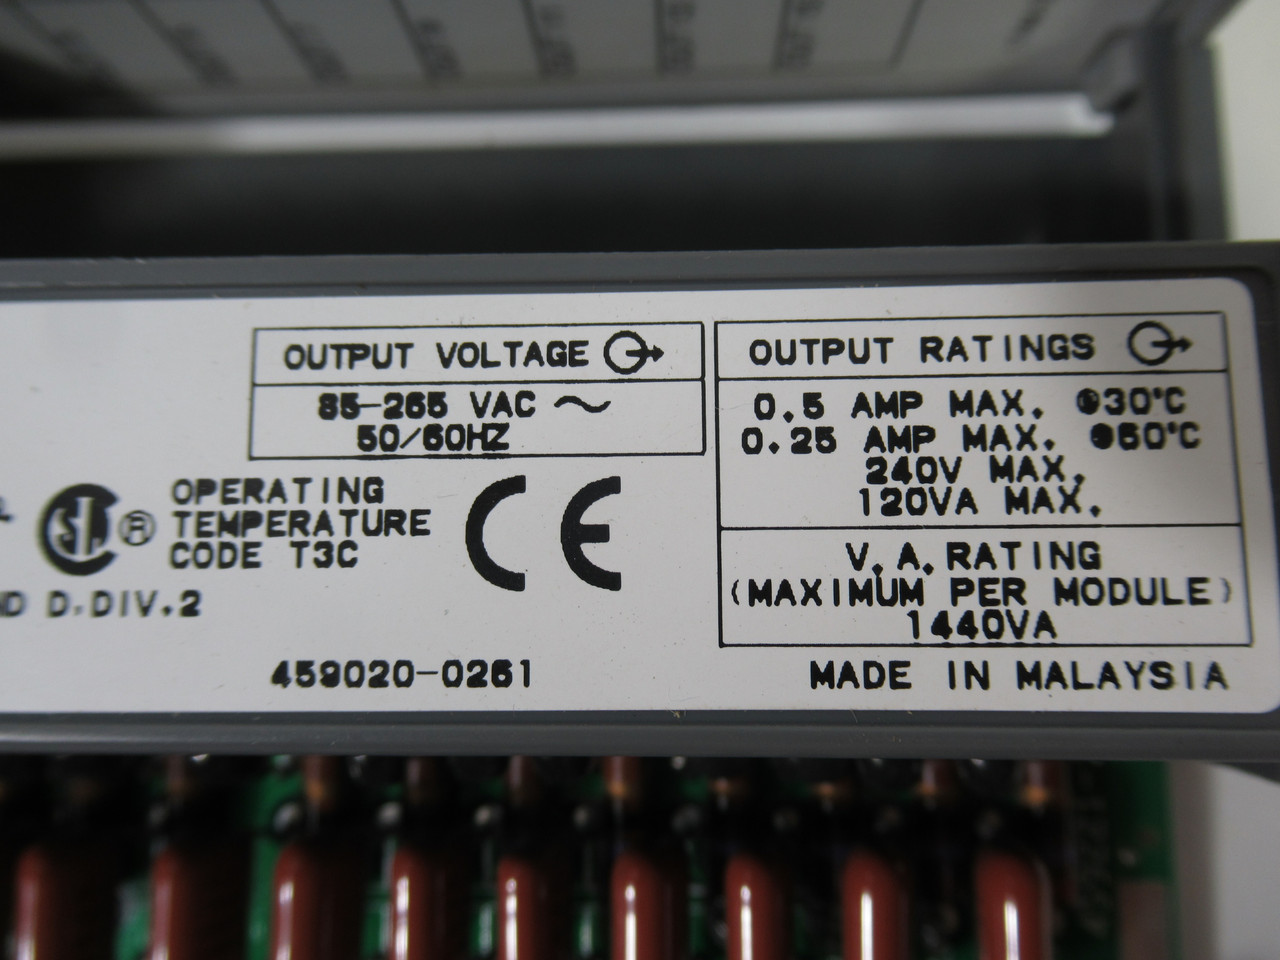 OUTPUT VOLTAGE
85-265 VAC ~
50/60HZ
OUTPUT RATINGS
0.5 AMP MAX. @30°C
0.25 AMP MAX. @60°C
240V MAX.
120VA MAX.
V.A. RATING
(MAXIMUM PER MODULE)
1440VA
®
OPERATING
TEMPERATURE
CODE T3C
CE
D.DIV.2
459020-0261
MADE IN MALAYSIA